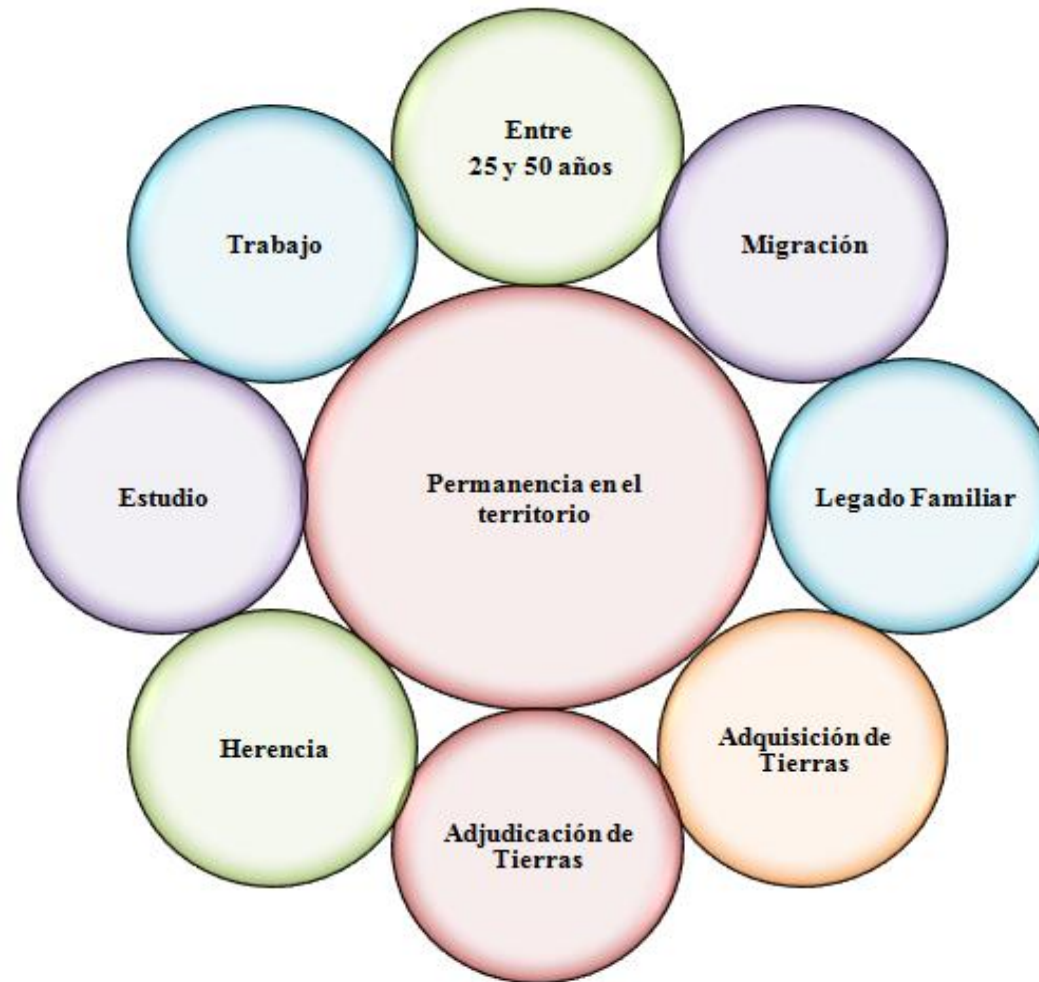 Entre
25 y 50 años
Trabajo
Migración
Estudio
Permanencia en el
territorio
Legado Familiar
Herencia
Adquisición de
Tierras
Adjudicación de
Tierras